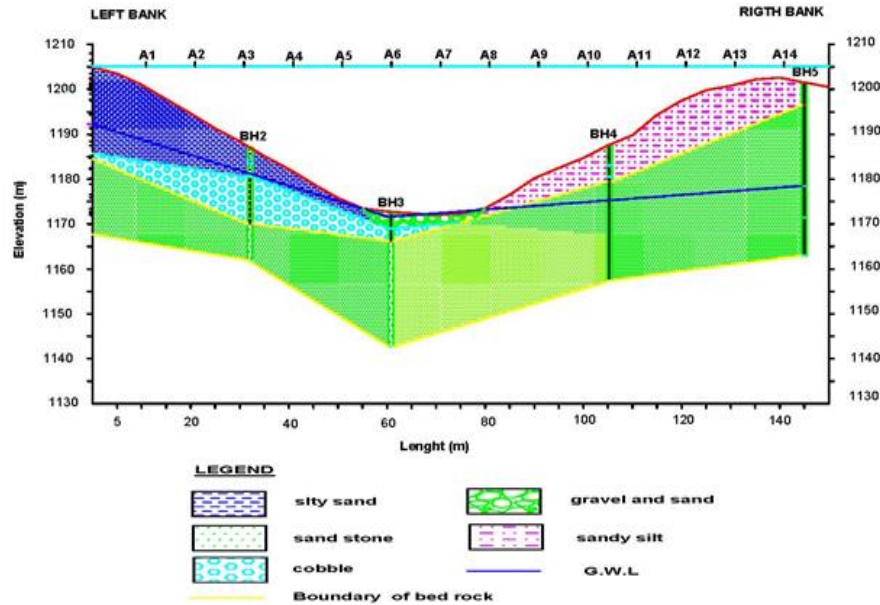 LEFT BANK
RIGTH BANK
1210 1210
A1 A2 A3 A4 A5 A6 A7 A8 A9 A10 A11 A12 A13 A14
BH5
1200 1200
1190 1190
BH2
BH4
1180 1180
BH3
1170 1170
1160 1160
1150 1150
1140 1140
1130 1130
Elevation (m)
5 20 40 60 80 100 120 140
Lenght (m)
LEGEND
slty sand
gravel and sand
sand stone
sandy silt
cobble
G.W.L
Boundary of bed rock